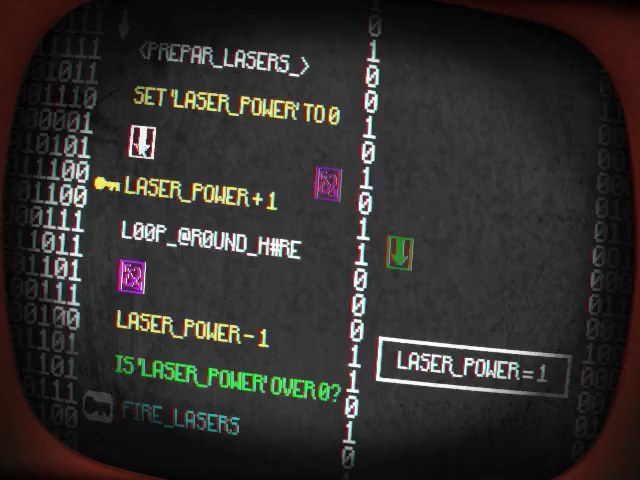 <PREPAR_LASERS_>
SET 'LASER_POWER' TO 0
LASER_POWER + 1
L00P_@R0UND_H#RE
LASER_POWER - 1
IS 'LASER_POWER' OVER 0?
FIRE_LASERS
LASER_POWER = 1